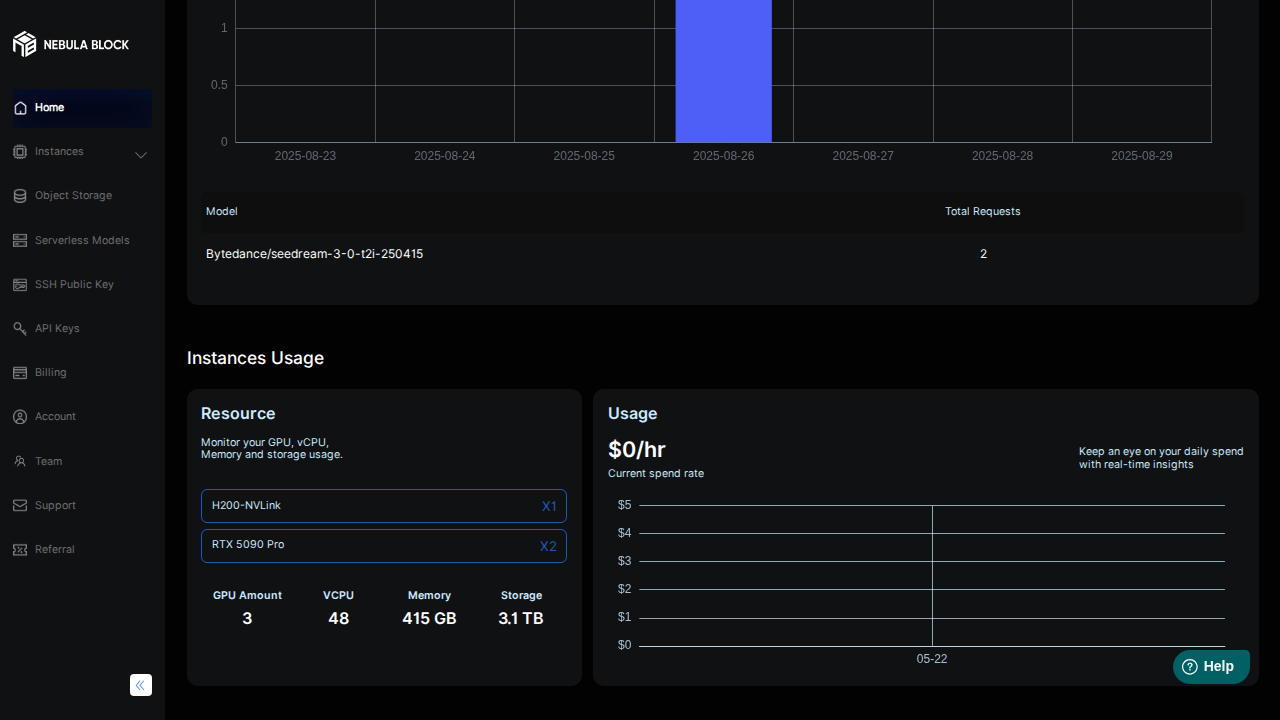 NEBULA BLOCK
Home
Instances
Object Storage
Serverless Models
SSH Public Key
API Keys
Billing
Account
Team
Support
Referral
1
0.5
0
2025-08-23
2025-08-24
2025-08-25
2025-08-26
2025-08-27
2025-08-28
2025-08-29
Model
Total Requests
Bytedance/seedream-3-0-t2i-250415
2
Instances Usage
Resource
Monitor your GPU, vCPU,
Memory and storage usage.
H200-NVLink
X1
RTX 5090 Pro
X2
GPU Amount
VCPU
Memory
Storage
3
48
415 GB
3.1 TB
Usage
$0/hr
Current spend rate
Keep an eye on your daily spend
with real-time insights
$5
$4
$3
$2
$1
$0
05-22
Help